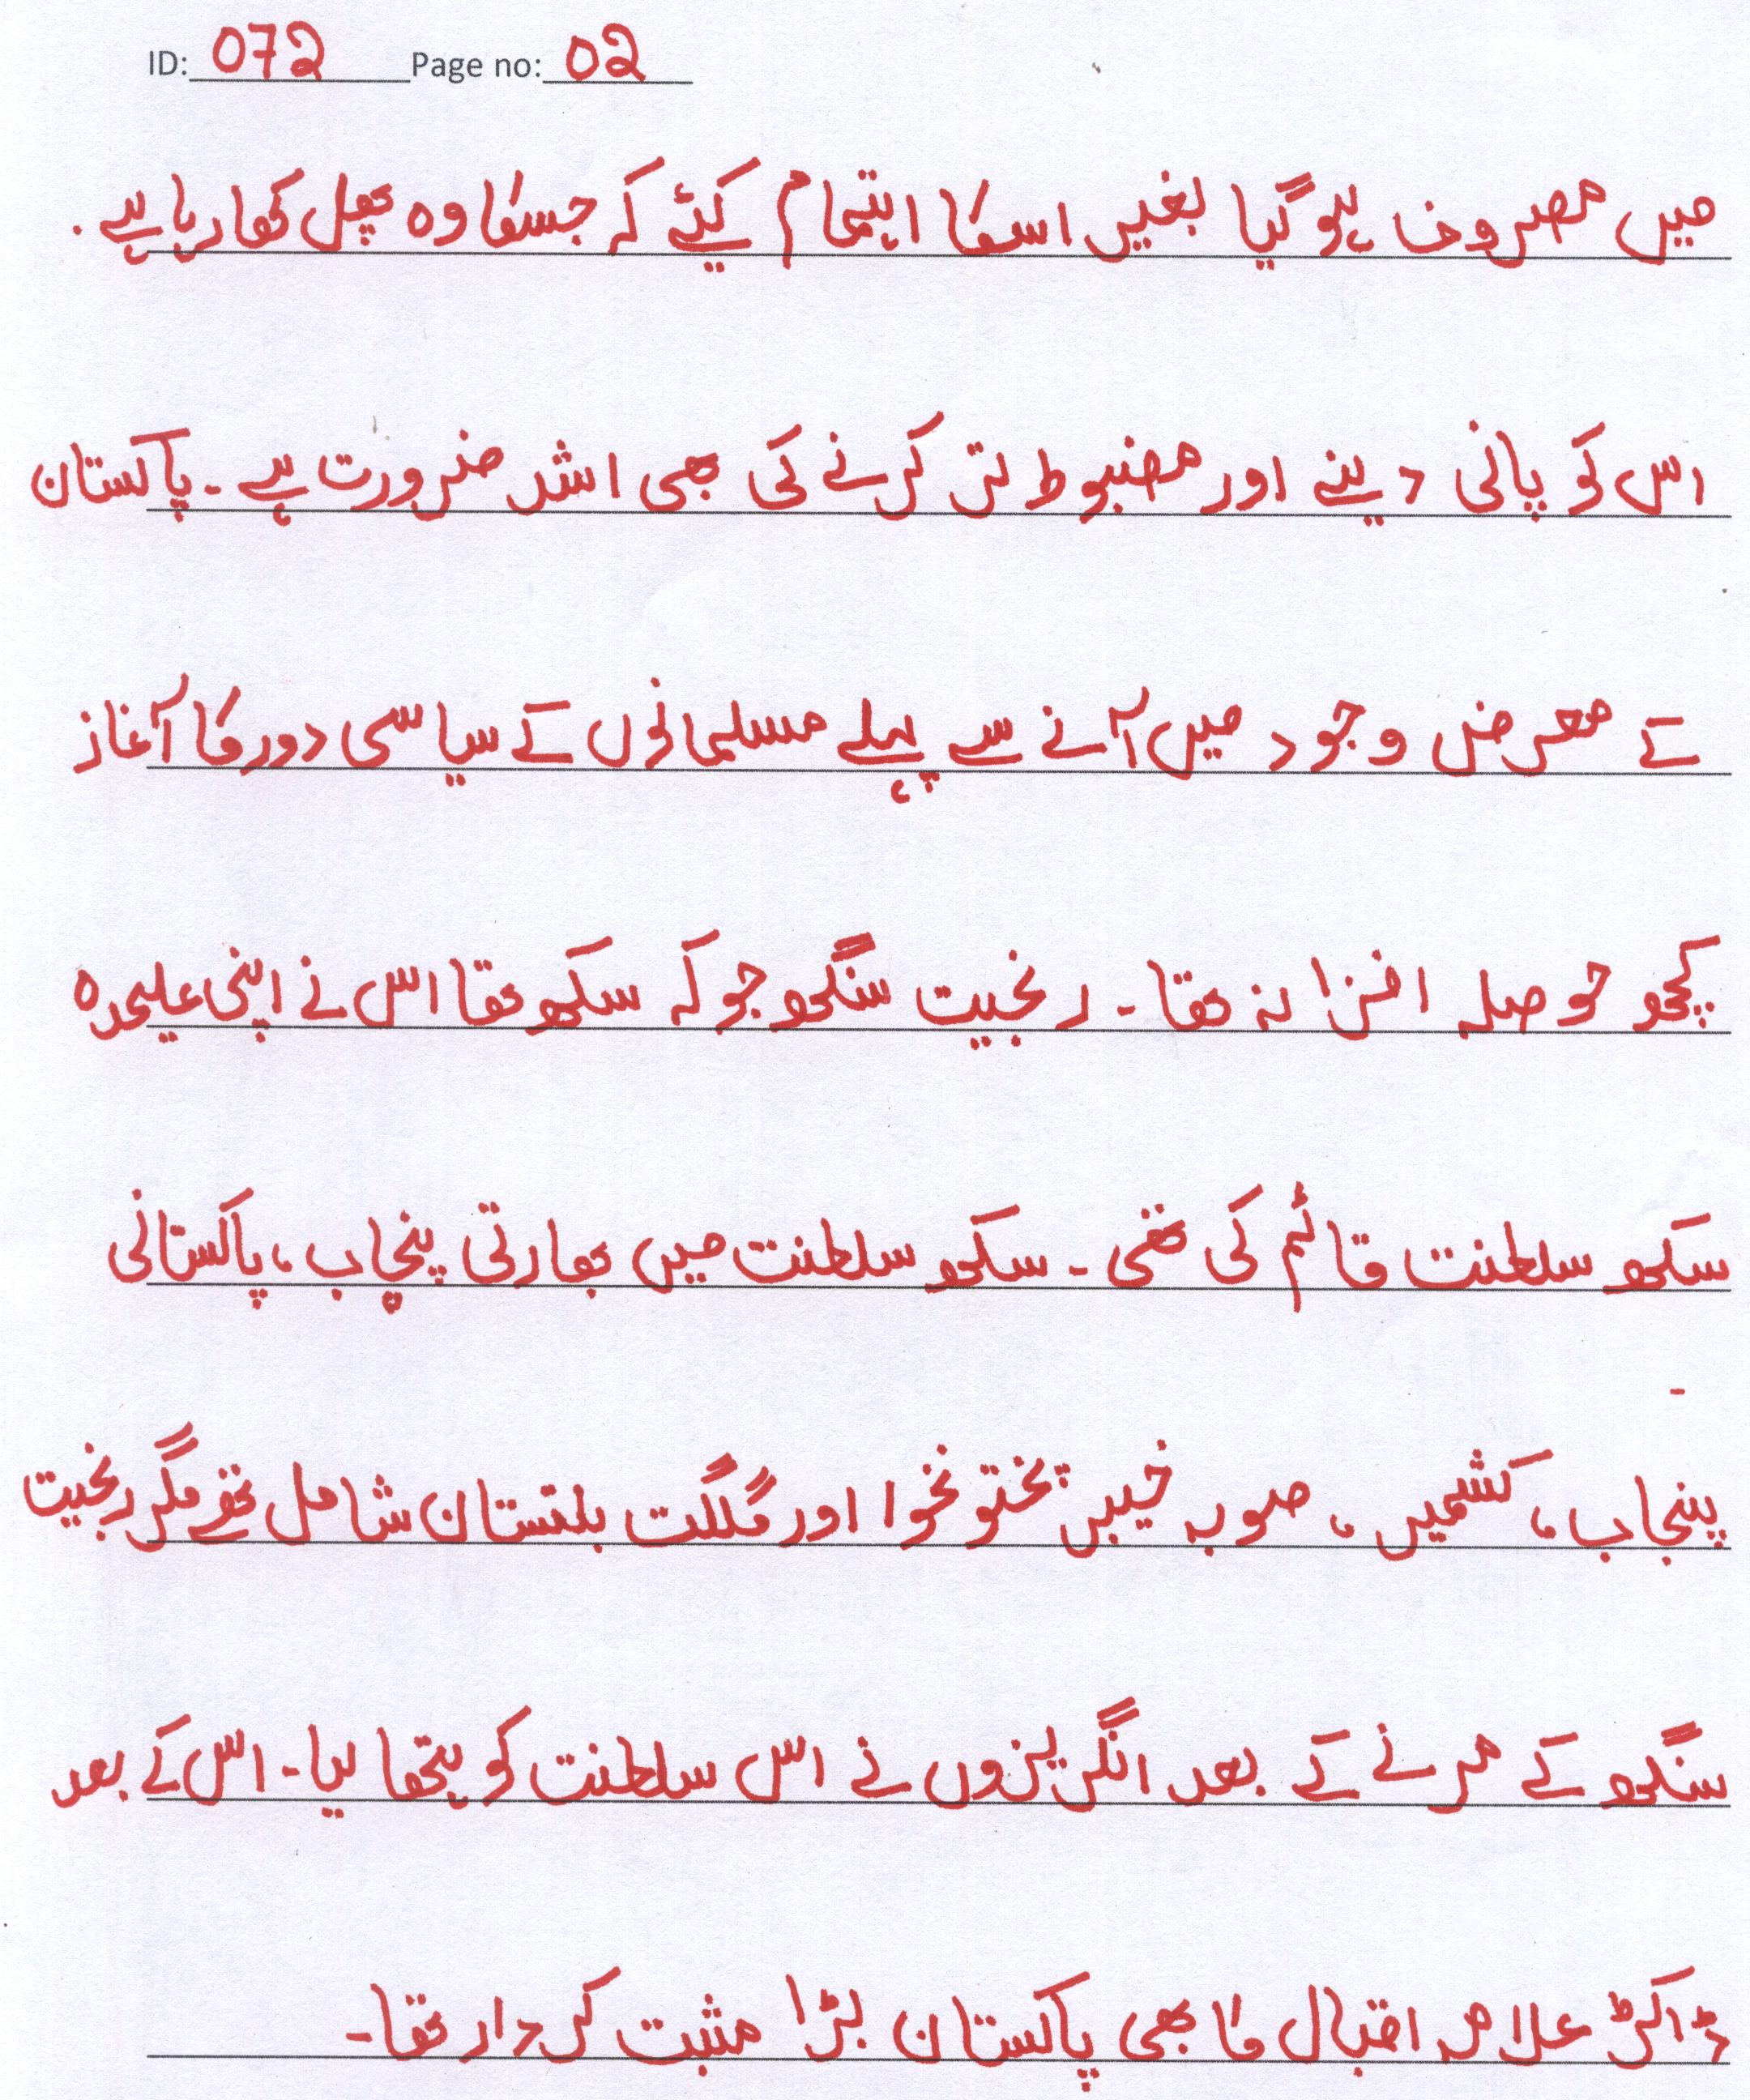 ID: 072 Page no: 02
میں مصروف ہوگیا بغیر اسکا اہتمام کیئے کہ جسکا وہ پھل کھا رہا ہے۔
اس کو پانی دینے اور مضبوط تر کرنے کی بھی اشد ضرورت ہے۔ پاکستان
کے معرض وجود میں آنے سے پہلے مسلمانوں کے سیاسی دور کا آغاز
کچھ حوصلہ افزا نہ تھا۔ رنجیت سنگھ جو کہ سکھ تھا اس نے اپنی علیحدہ
سکھ سلطنت قائم کی تھی۔ سکھ سلطنت میں بھارتی پنجاب، پاکستانی
پنجاب، کشمیر، صوبہ خیبر پختونخوا اور گلگت بلتستان شامل تھے مگر رنجیت
سنگھ کے مرنے کے بعد انگریزوں نے اس سلطنت کو ہتھا لیا۔ اس کے بعد
ڈاکٹر علامہ اقبال کا بھی پاکستان بڑا مثبت کردار تھا۔